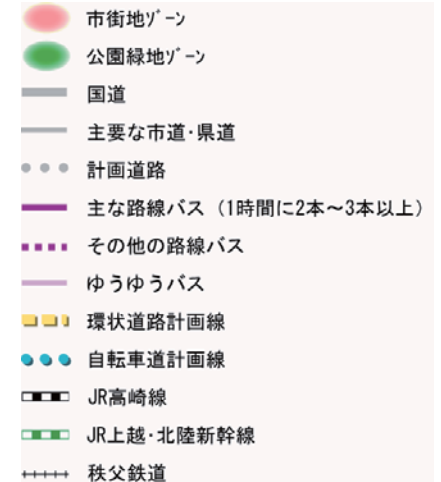 市街地ｿﾞｰﾝ
公園緑地ｿﾞｰﾝ
国道
主要な市道･県道
計画道路
主な路線バス（1時間に2本～3本以上）
その他の路線バス
ゆうゆうバス
環状道路計画線
自転車道計画線
JR高崎線
JR上越･北陸新幹線
秩父鉄道